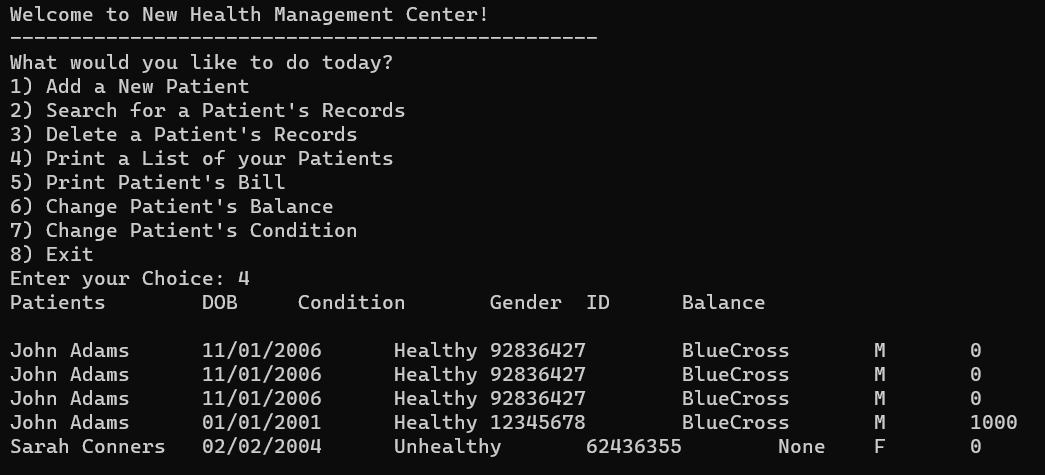 Welcome to New Health Management Center!
-------------------------------------------------
What would you like to do today?
1) Add a New Patient
2) Search for a Patient's Records
3) Delete a Patient's Records
4) Print a List of your Patients
5) Print Patient's Bill
6) Change Patient's Balance
7) Change Patient's Condition
8) Exit
Enter your Choice: 4
Patients        DOB     Condition       Gender  ID      Balance
John Adams      11/01/2006      Healthy 92836427        BlueCross       M       0
John Adams      11/01/2006      Healthy 92836427        BlueCross       M       0
John Adams      11/01/2006      Healthy 92836427        BlueCross       M       0
John Adams      01/01/2001      Healthy 12345678        BlueCross       M       1000
Sarah Conners   02/02/2004      Unhealthy       62436355        None    F       0